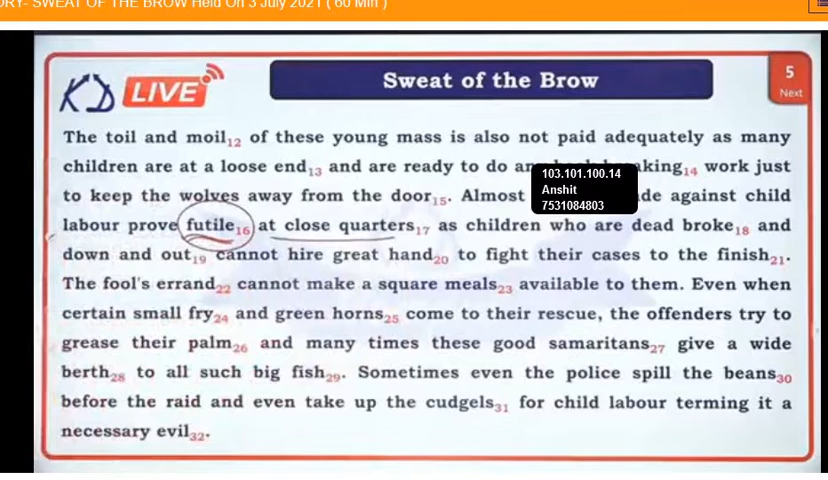 SWEAT OF THE BROW Held On 3 July 2021 ( 60 Min )
KD LIVE
Sweat of the Brow
5
Next
The toil and moil12 of these young mass is also not paid adequately as many
children are at a loose end13 and are ready to do 14 work just
to keep the wolves away from the door15. Almost against child
103.101.100.14
Anshit
7531084803
labour prove futile16 at close quarters17 as children who are dead broke18 and
down and out19 cannot hire great hand20 to fight their cases to the finish21.
The fool's errand22 cannot make a square meals23 available to them. Even when
certain small fry24 and green horns25 come to their rescue, the offenders try to
grease their palm26 and many times these good samaritans27 give a wide
berth28 to all such big fish29. Sometimes even the police spill the beans30
before the raid and even take up the cudgels31 for child labour terming it a
necessary evil32.